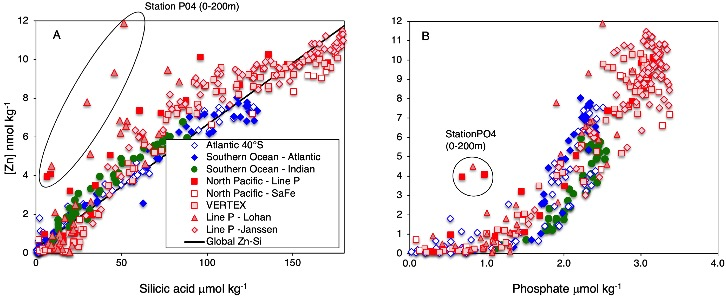 Station P04 (0-200m)
A
12
10
8
6
4
2
0
[Zn] nmol kg-1
0
50
100
150
Silicic acid µmol kg-1
Atlantic 40°S
Southern Ocean - Atlantic
Southern Ocean - Indian
North Pacific - Line P
North Pacific - SaFe
VERTEX
Line P - Lohan
Line P -Jansson
Global Zn-Si
B
12
11
10
9
8
7
6
5
4
3
2
1
0
StationPO4
(0-200m)
0.0
1.0
2.0
3.0
4.0
Phosphate µmol kg-1